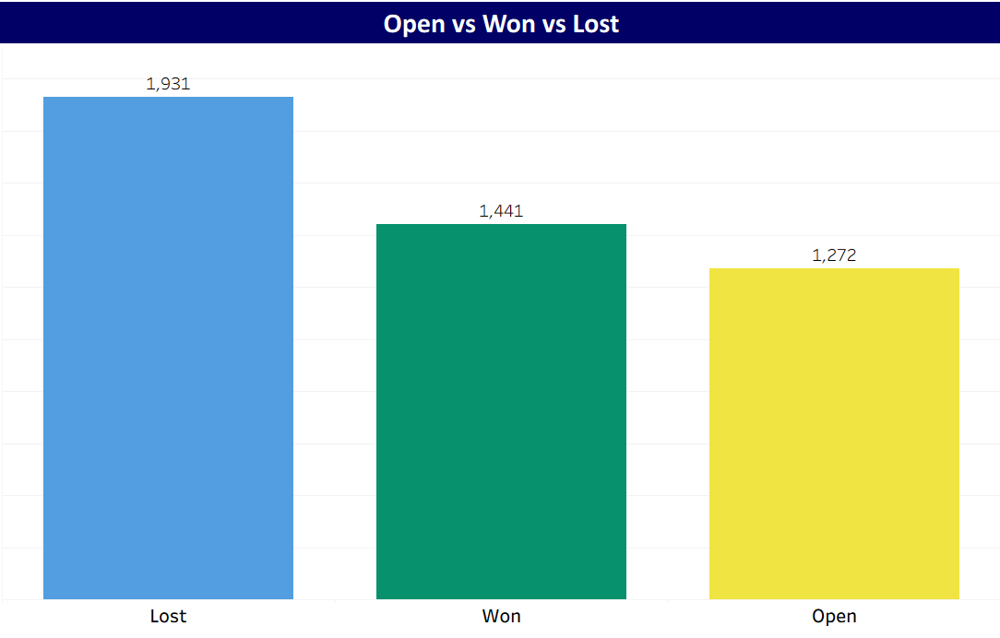 Open vs Won vs Lost
1,931
1,441
1,272
Lost
Won
Open